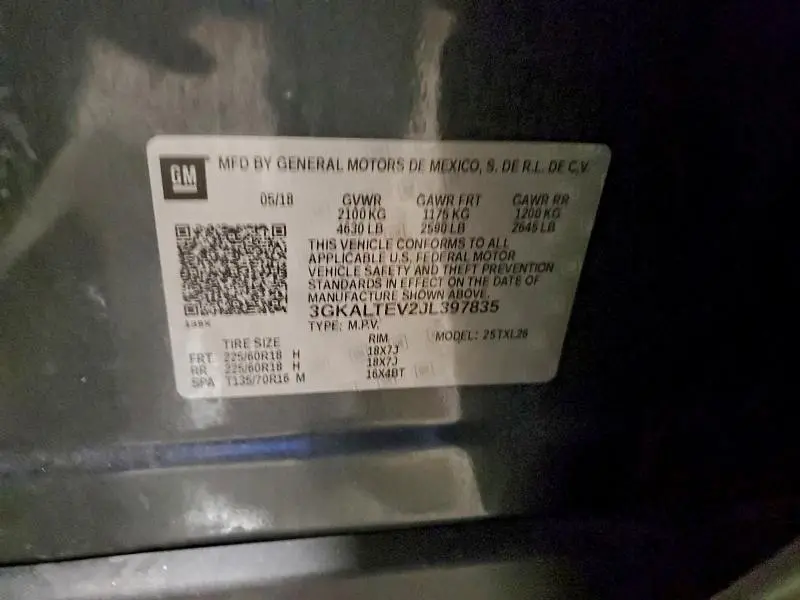 GM MFD BY GENERAL MOTORS DE MEXICO, S. DE R.L. DE C.V.
05/18 GVWR GAWR FRT GAWR RR
2100 KG 1175 KG 1200 KG
4630 LB 2590 LB 2645 LB
THIS VEHICLE CONFORMS TO ALL
APPLICABLE U.S. FEDERAL MOTOR
VEHICLE SAFETY AND THEFT PREVENTION
STANDARDS IN EFFECT ON THE DATE OF
MANUFACTURE SHOWN ABOVE.
3GKALTEV2JL397835
TYPE: M.P.V. MODEL: 25TXL26
TIRE SIZE RIM
FRT 225/60R18 H 18X7J
RR 225/60R18 H 18X7J
SPA T135/70R16 M 16X4BT